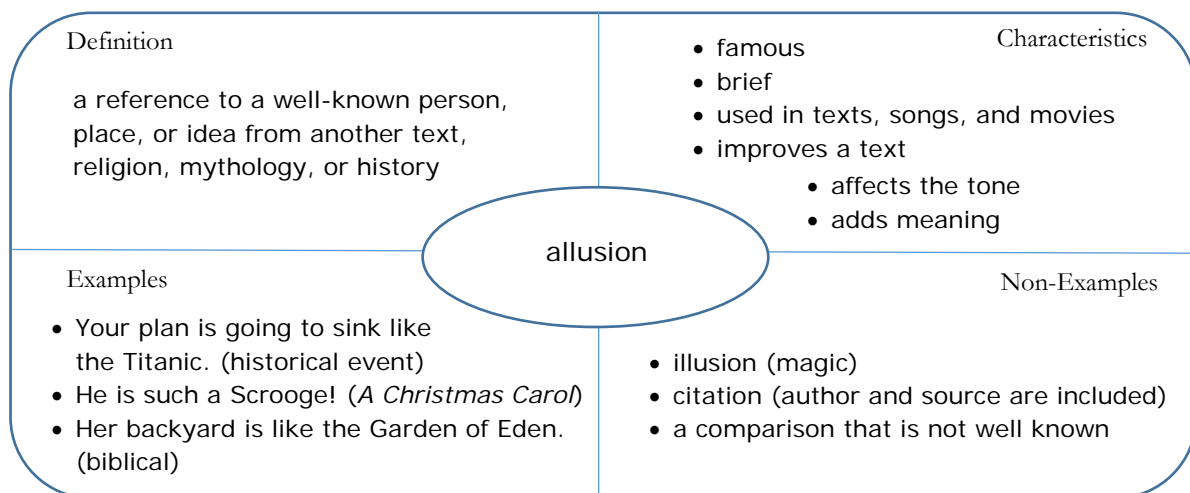 Definition
a reference to a well-known person,
place, or idea from another text,
religion, mythology, or history
Characteristics
• famous
• brief
• used in texts, songs, and movies
• improves a text
• affects the tone
• adds meaning
allusion
Examples
• Your plan is going to sink like
the Titanic. (historical event)
• He is such a Scrooge! (A Christmas Carol)
• Her backyard is like the Garden of Eden.
(biblical)
Non-Examples
• illusion (magic)
• citation (author and source are included)
• a comparison that is not well known